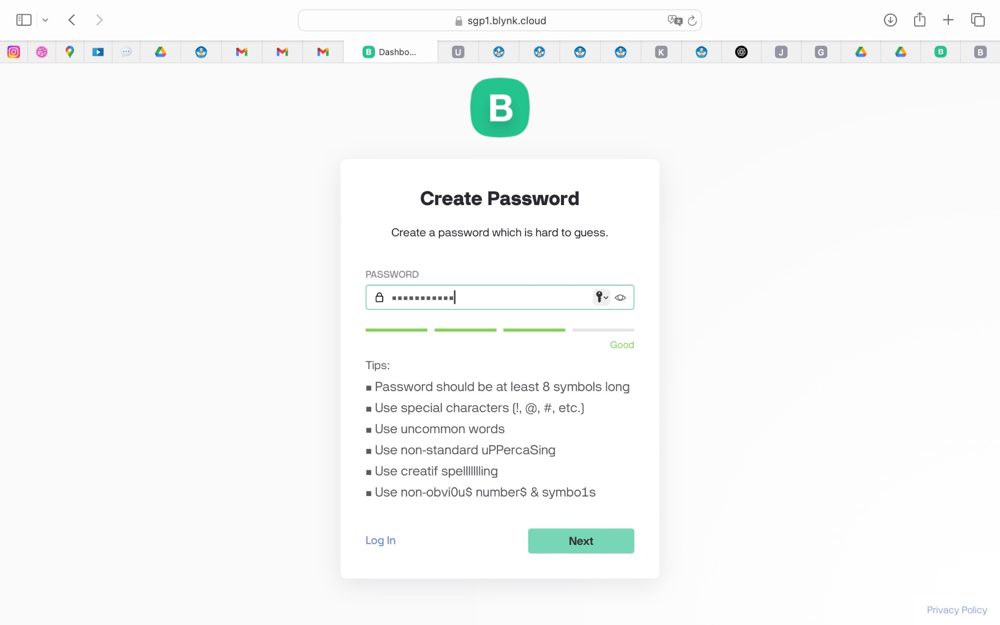 sgp1.blynk.cloud
B Dashbo... U K J G B B
B
Create Password
Create a password which is hard to guess.
PASSWORD
Good
Tips:
▪ Password should be at least 8 symbols long
▪ Use special characters (!, @, #, etc.)
▪ Use uncommon words
▪ Use non-standard uPPercaSing
▪ Use creatif spelllllllling
▪ Use non-obvi0u$ number$ & symbo1s
Log In
Next
Privacy Policy